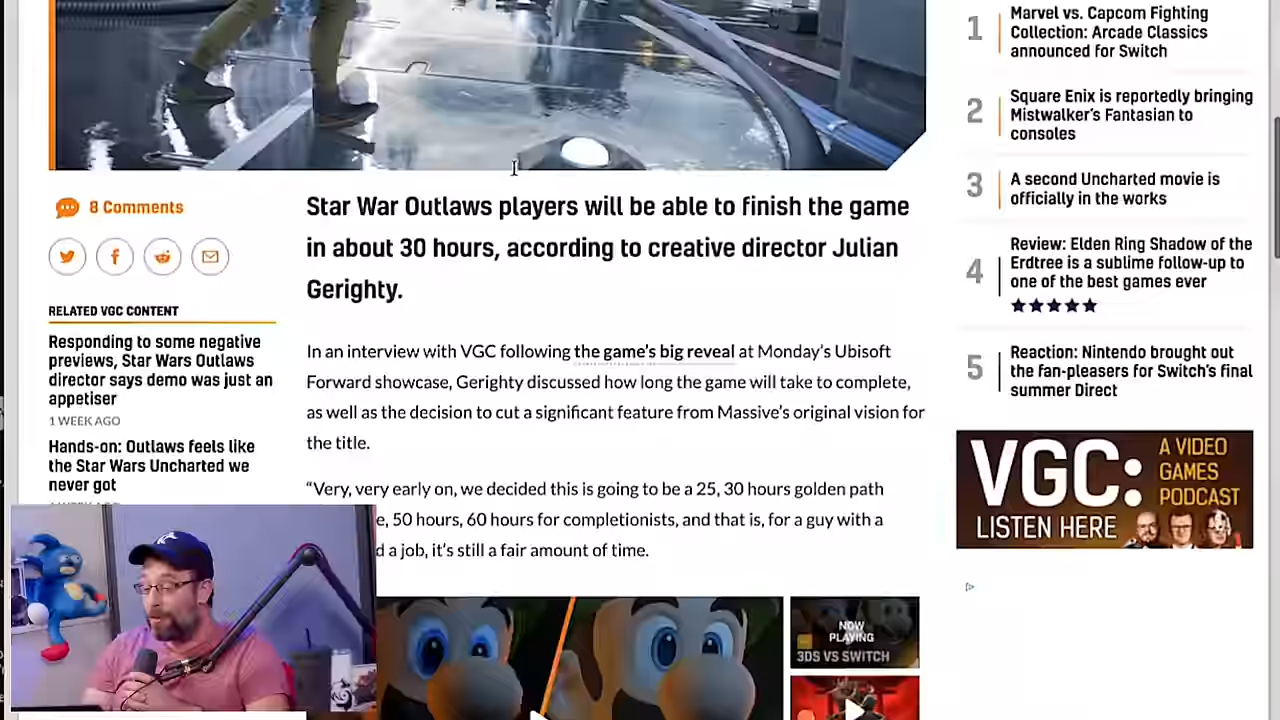 8 Comments
RELATED VGC CONTENT
Responding to some negative
previews, Star Wars Outlaws
director says demo was just an
appetiser
1 WEEK AGO
Hands-on: Outlaws feels like
the Star Wars Uncharted we
never got
Star War Outlaws players will be able to finish the game
in about 30 hours, according to creative director Julian
Gerighty.
In an interview with VGC following the game's big reveal at Monday's Ubisoft
Forward showcase, Gerighty discussed how long the game will take to complete,
as well as the decision to cut a significant feature from Massive's original vision for
the title.
“Very, very early on, we decided this is going to be a 25, 30 hours golden path
e, 50 hours, 60 hours for completionists, and that is, for a guy with a
d a job, it's still a fair amount of time.
NOW
PLAYING
3DS VS SWITCH
1 Marvel vs. Capcom Fighting
Collection: Arcade Classics
announced for Switch
2 Square Enix is reportedly bringing
Mistwalker's Fantasian to
consoles
3 A second Uncharted movie is
officially in the works
4 Review: Elden Ring Shadow of the
Erdtree is a sublime follow-up to
one of the best games ever
★★★★★
5 Reaction: Nintendo brought out
the fan-pleasers for Switch's final
summer Direct
VGC: A VIDEO
GAMES
PODCAST
LISTEN HERE